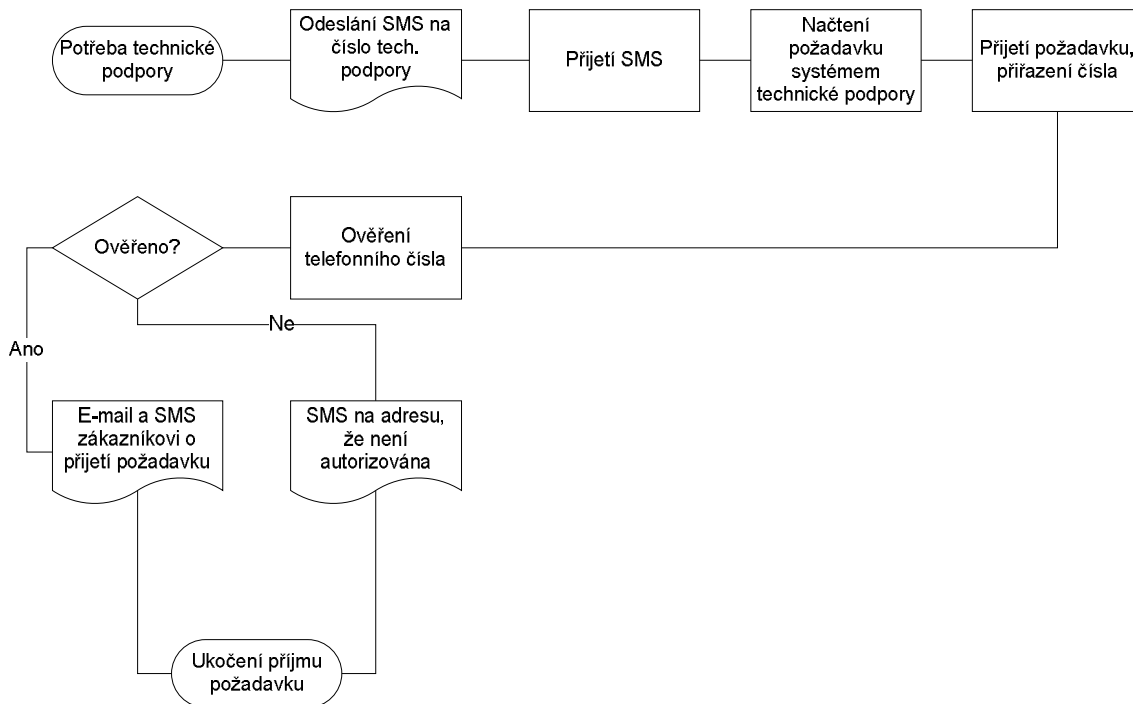 Potřeba technické
podpory
Odeslání SMS na
číslo tech.
podpory
Přijetí SMS
Načtení
požadavku
systémem
technické podpory
Přijetí požadavku,
přiřazení čísla
Ověřeno?
Ověření
telefonního čísla
Ne
Ano
E-mail a SMS
zákazníkovi o
přijetí požadavku
SMS na adresu,
že není
autorizována
Ukočení příjmu
požadavku